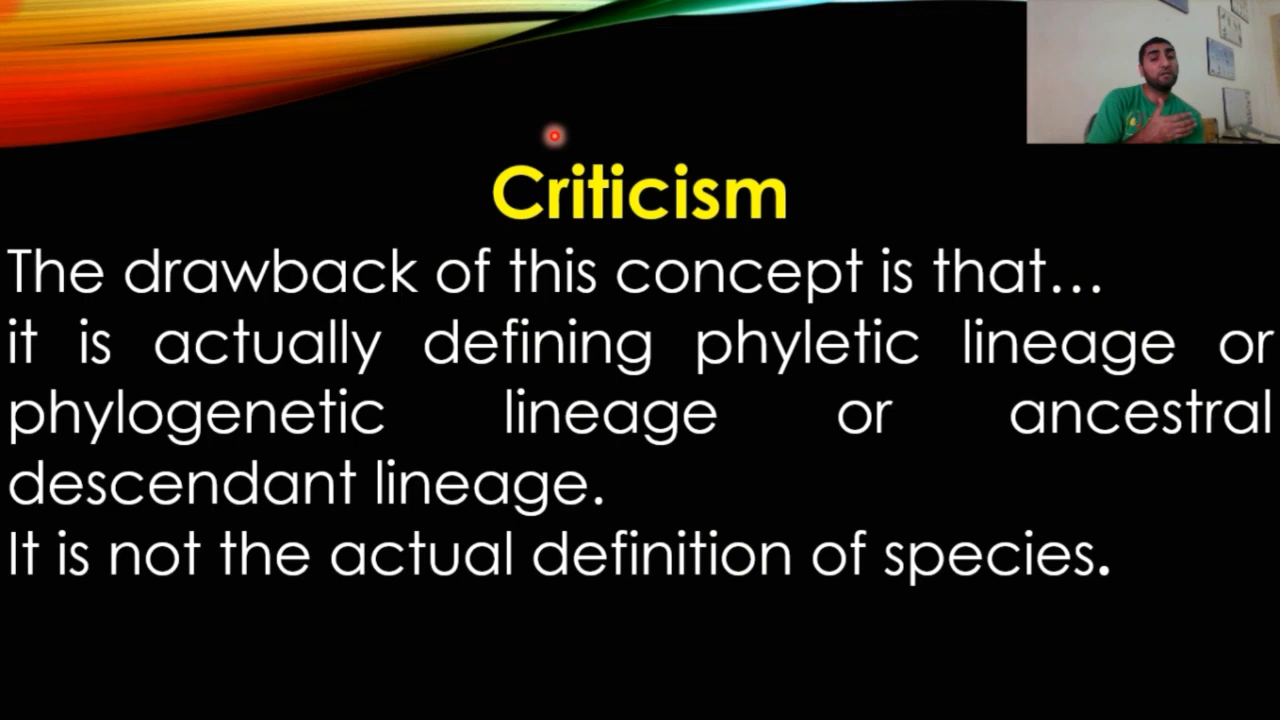 Criticism
The drawback of this concept is that…
it is actually defining phyletic lineage or
phylogenetic lineage or ancestral
descendant lineage.
It is not the actual definition of species.